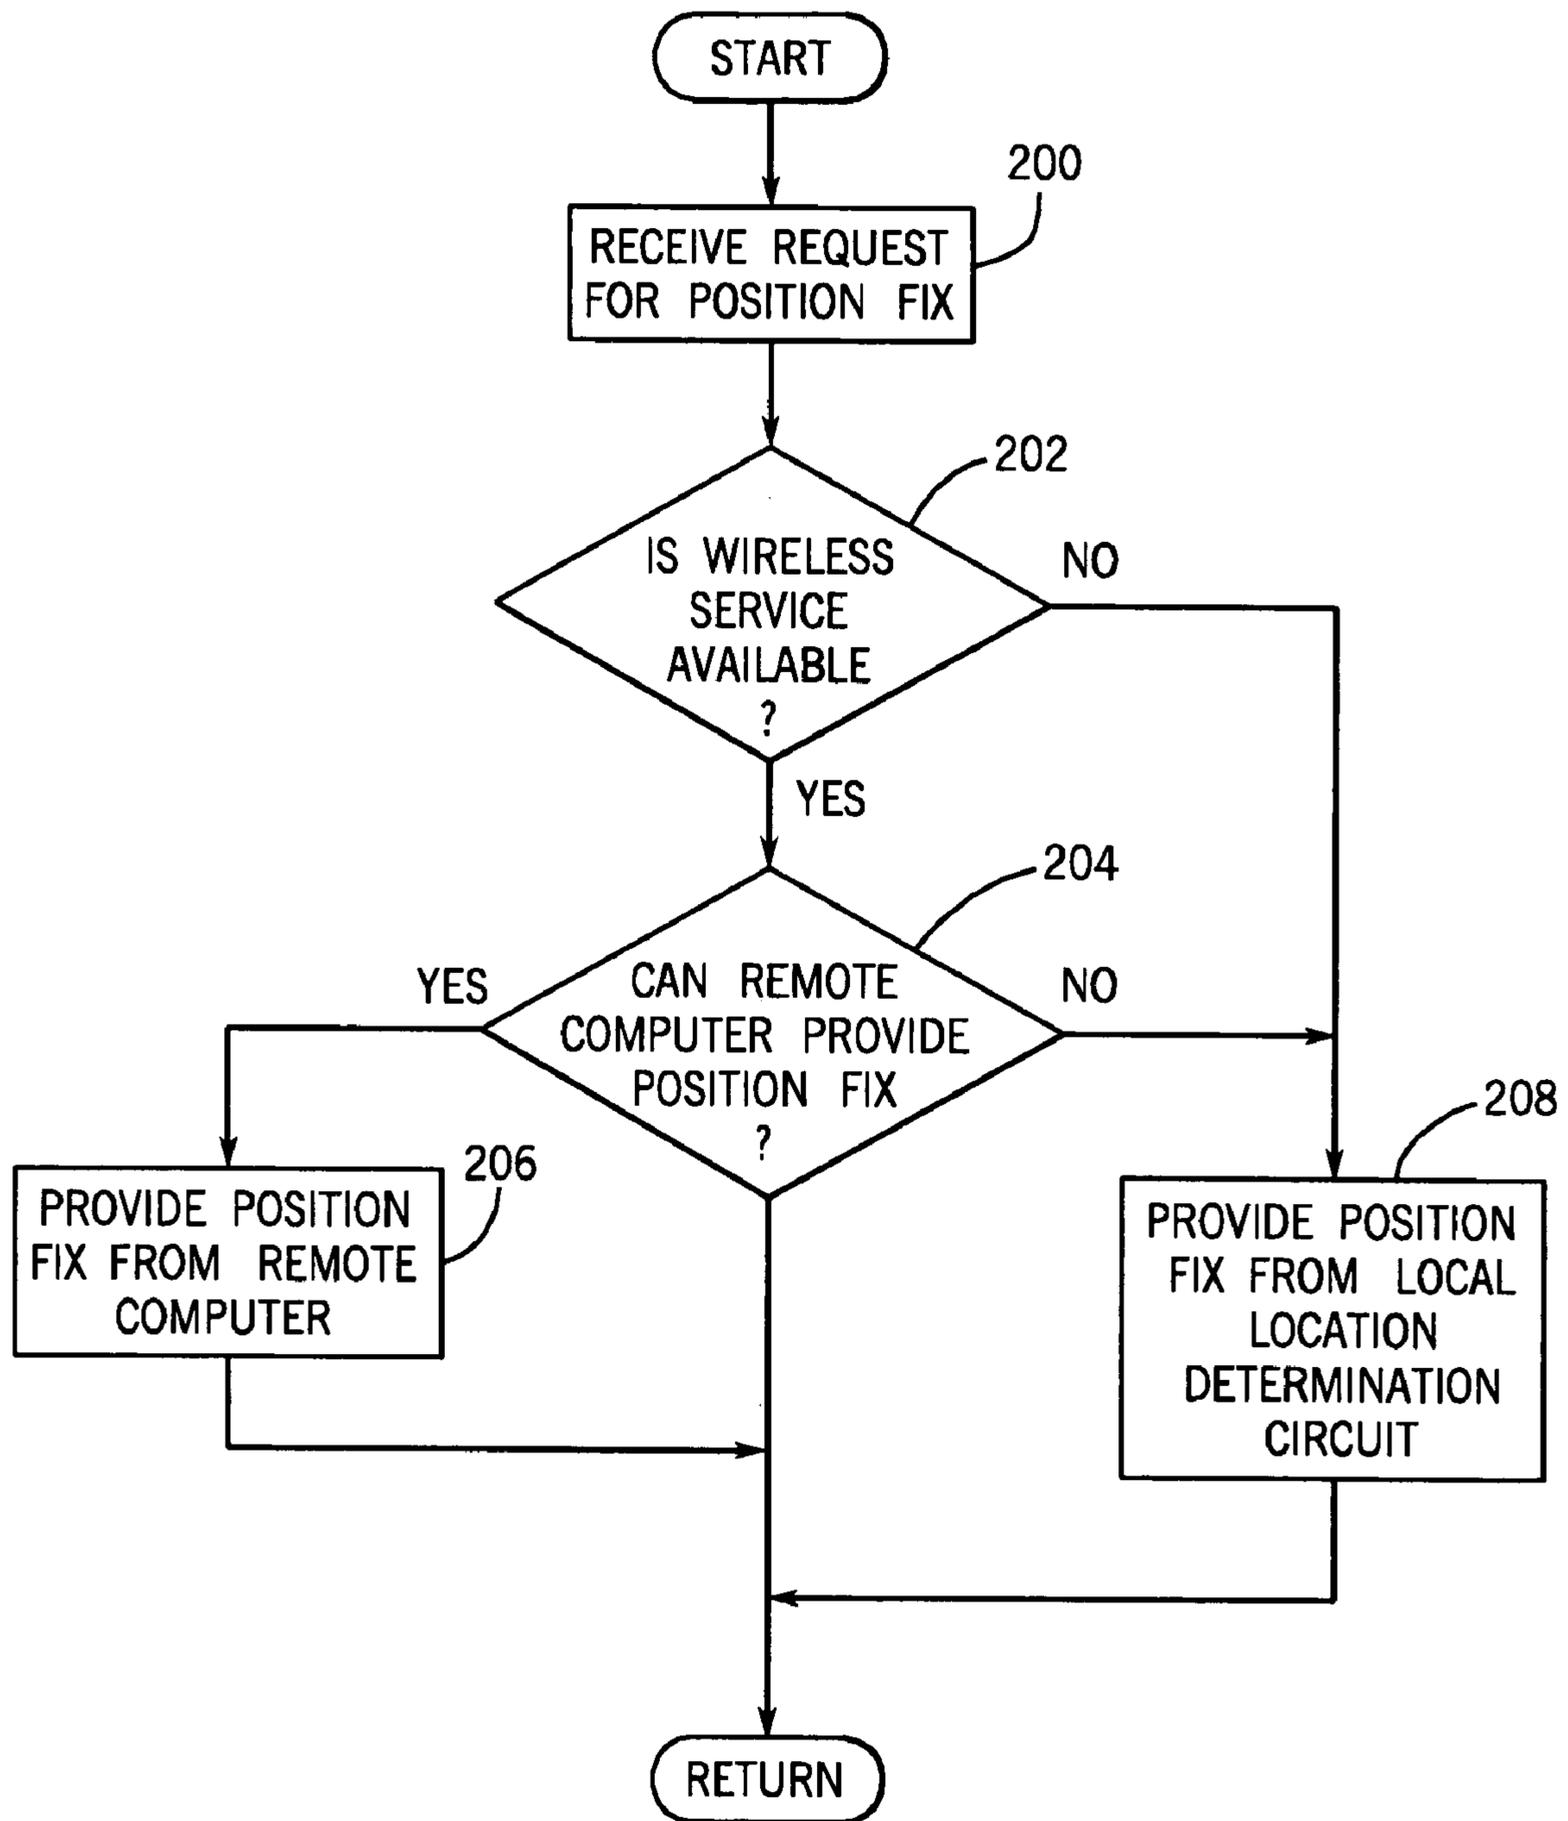 START
200
RECEIVE REQUEST
FOR POSITION FIX
202
IS WIRELESS
SERVICE
AVAILABLE
?
NO
YES
204
CAN REMOTE
COMPUTER PROVIDE
POSITION FIX
?
YES
NO
206
PROVIDE POSITION
FIX FROM REMOTE
COMPUTER
208
PROVIDE POSITION
FIX FROM LOCAL
LOCATION
DETERMINATION
CIRCUIT
RETURN